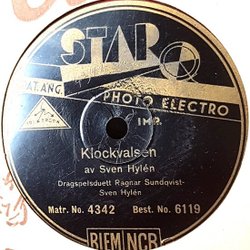 STAR
PAT. ANG.
PHOTO ELECTRO
IMP.
Klockvalsen
av Sven Hylén
Dragspelsduett Ragnar Sundqvist-
Sven Hylén
Matr. No. 4342 Best. No. 6119
BIEM NCB